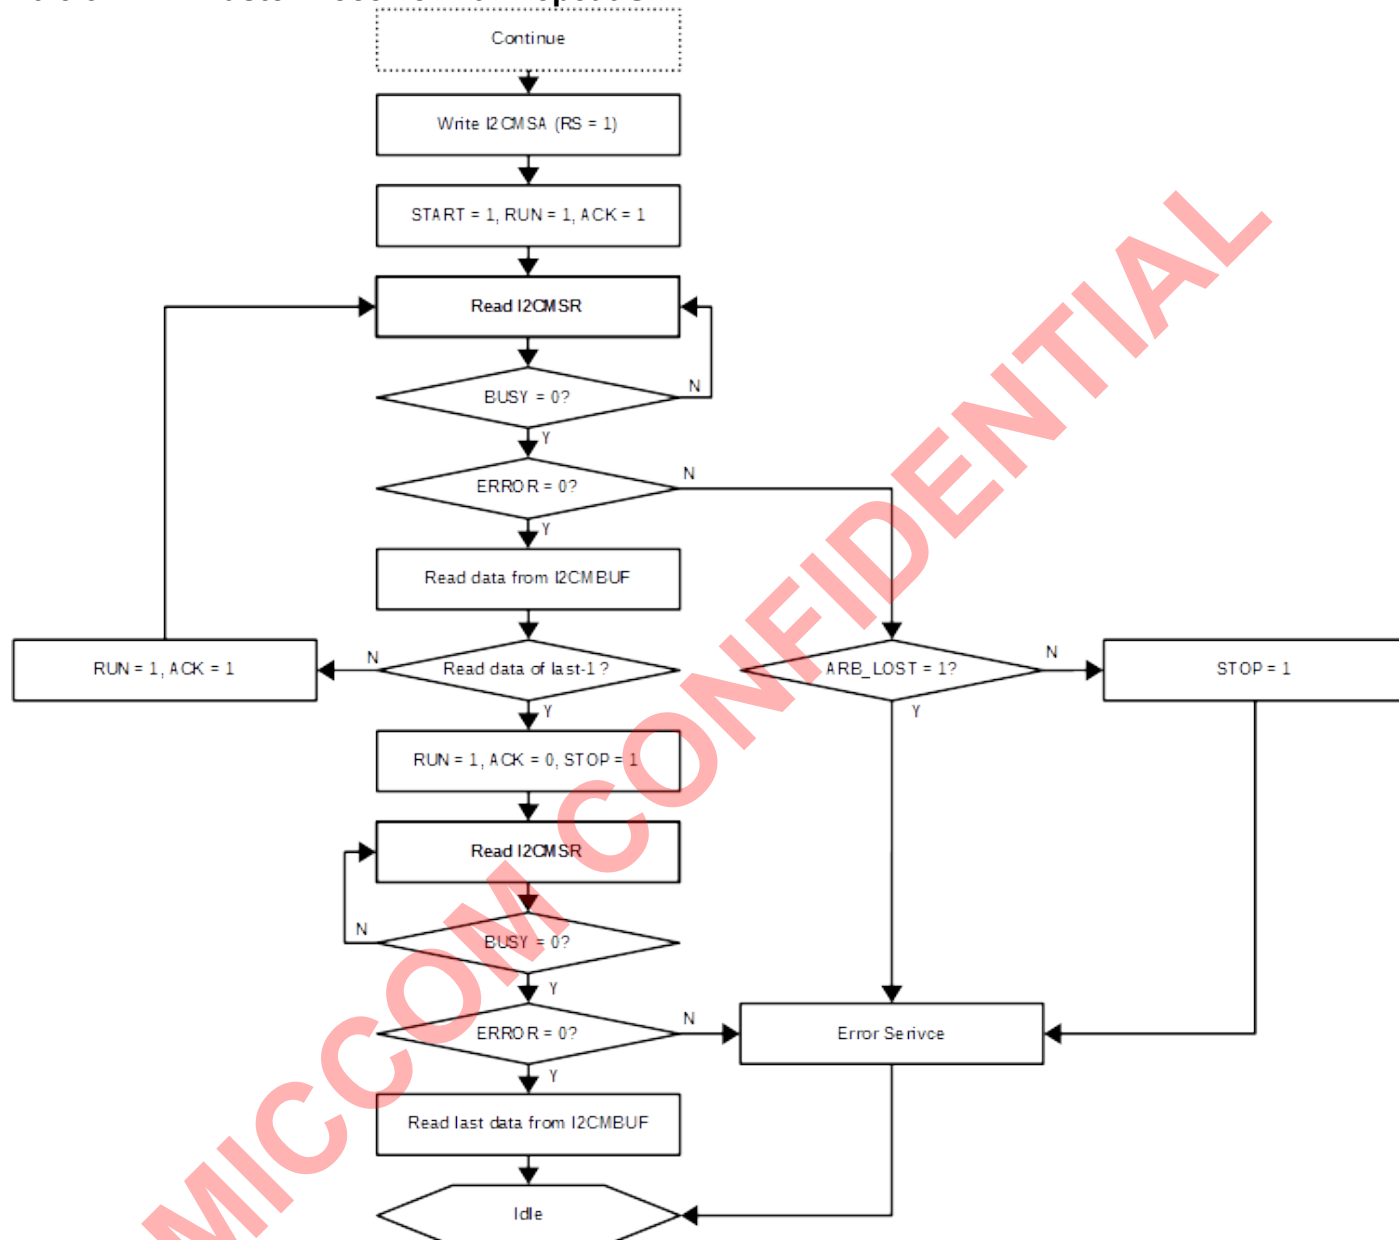 Continue
Write I2CMSA (RS = 1)
START = 1, RUN = 1, ACK = 1
Read I2CMSR
BUSY = 0?
N
Y
ERROR = 0?
N
Y
Read data from I2CMBUF
RUN = 1, ACK = 1
N
Read data of last-1 ?
Y
ARB_LOST = 1?
N
Y
STOP = 1
RUN = 1, ACK = 0, STOP = 1
Read I2CMSR
BUSY = 0?
N
Y
ERROR = 0?
N
Y
Error Serivce
Read last data from I2CMBUF
Idle
MICCOM CONFIDENTIAL